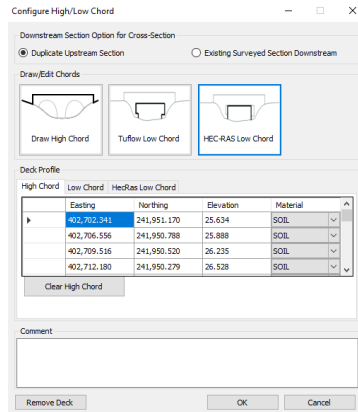 Configure High/Low Chord
Downstream Section Option for Cross-Section
Duplicate Upstream Section Existing Surveyed Section Downstream
Draw/Edit Chords
Draw High Chord Tuflow Low Chord HEC-RAS Low Chord
Deck Profile
High Chord Low Chord HecRas Low Chord
Easting Northing Elevation Material
402,702.341 241,951.170 25.634 SOIL
402,706.556 241,950.788 25.888 SOIL
402,709.516 241,950.520 26.235 SOIL
402,712.180 241,950.279 26.528 SOIL
Clear High Chord
Comment
Remove Deck OK Cancel